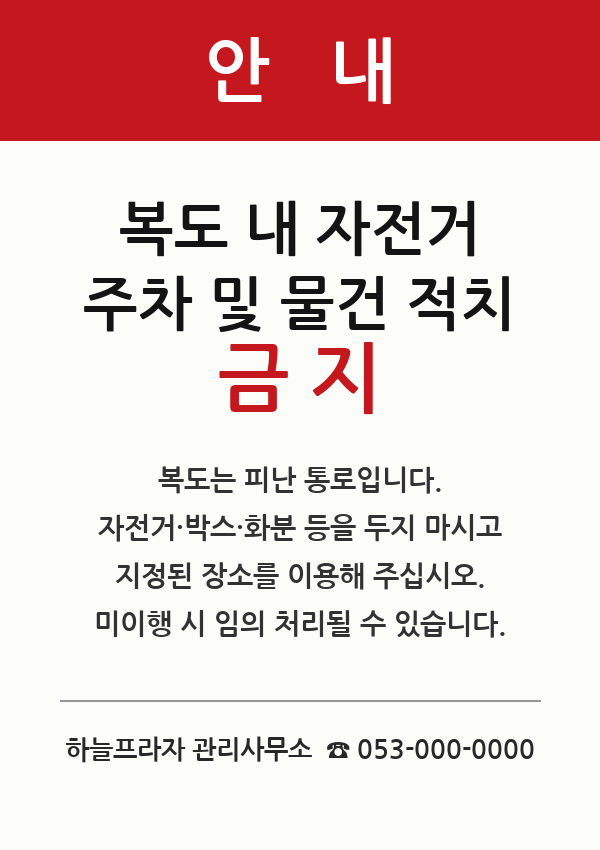 안 내
복도 내 자전거
주차 및 물건 적치
금 지
복도는 피난 통로입니다.
자전거·박스·화분 등을 두지 마시고
지정된 장소를 이용해 주십시오.
미이행 시 임의 처리될 수 있습니다.
하늘프라자 관리사무소 ☎ 053-000-0000